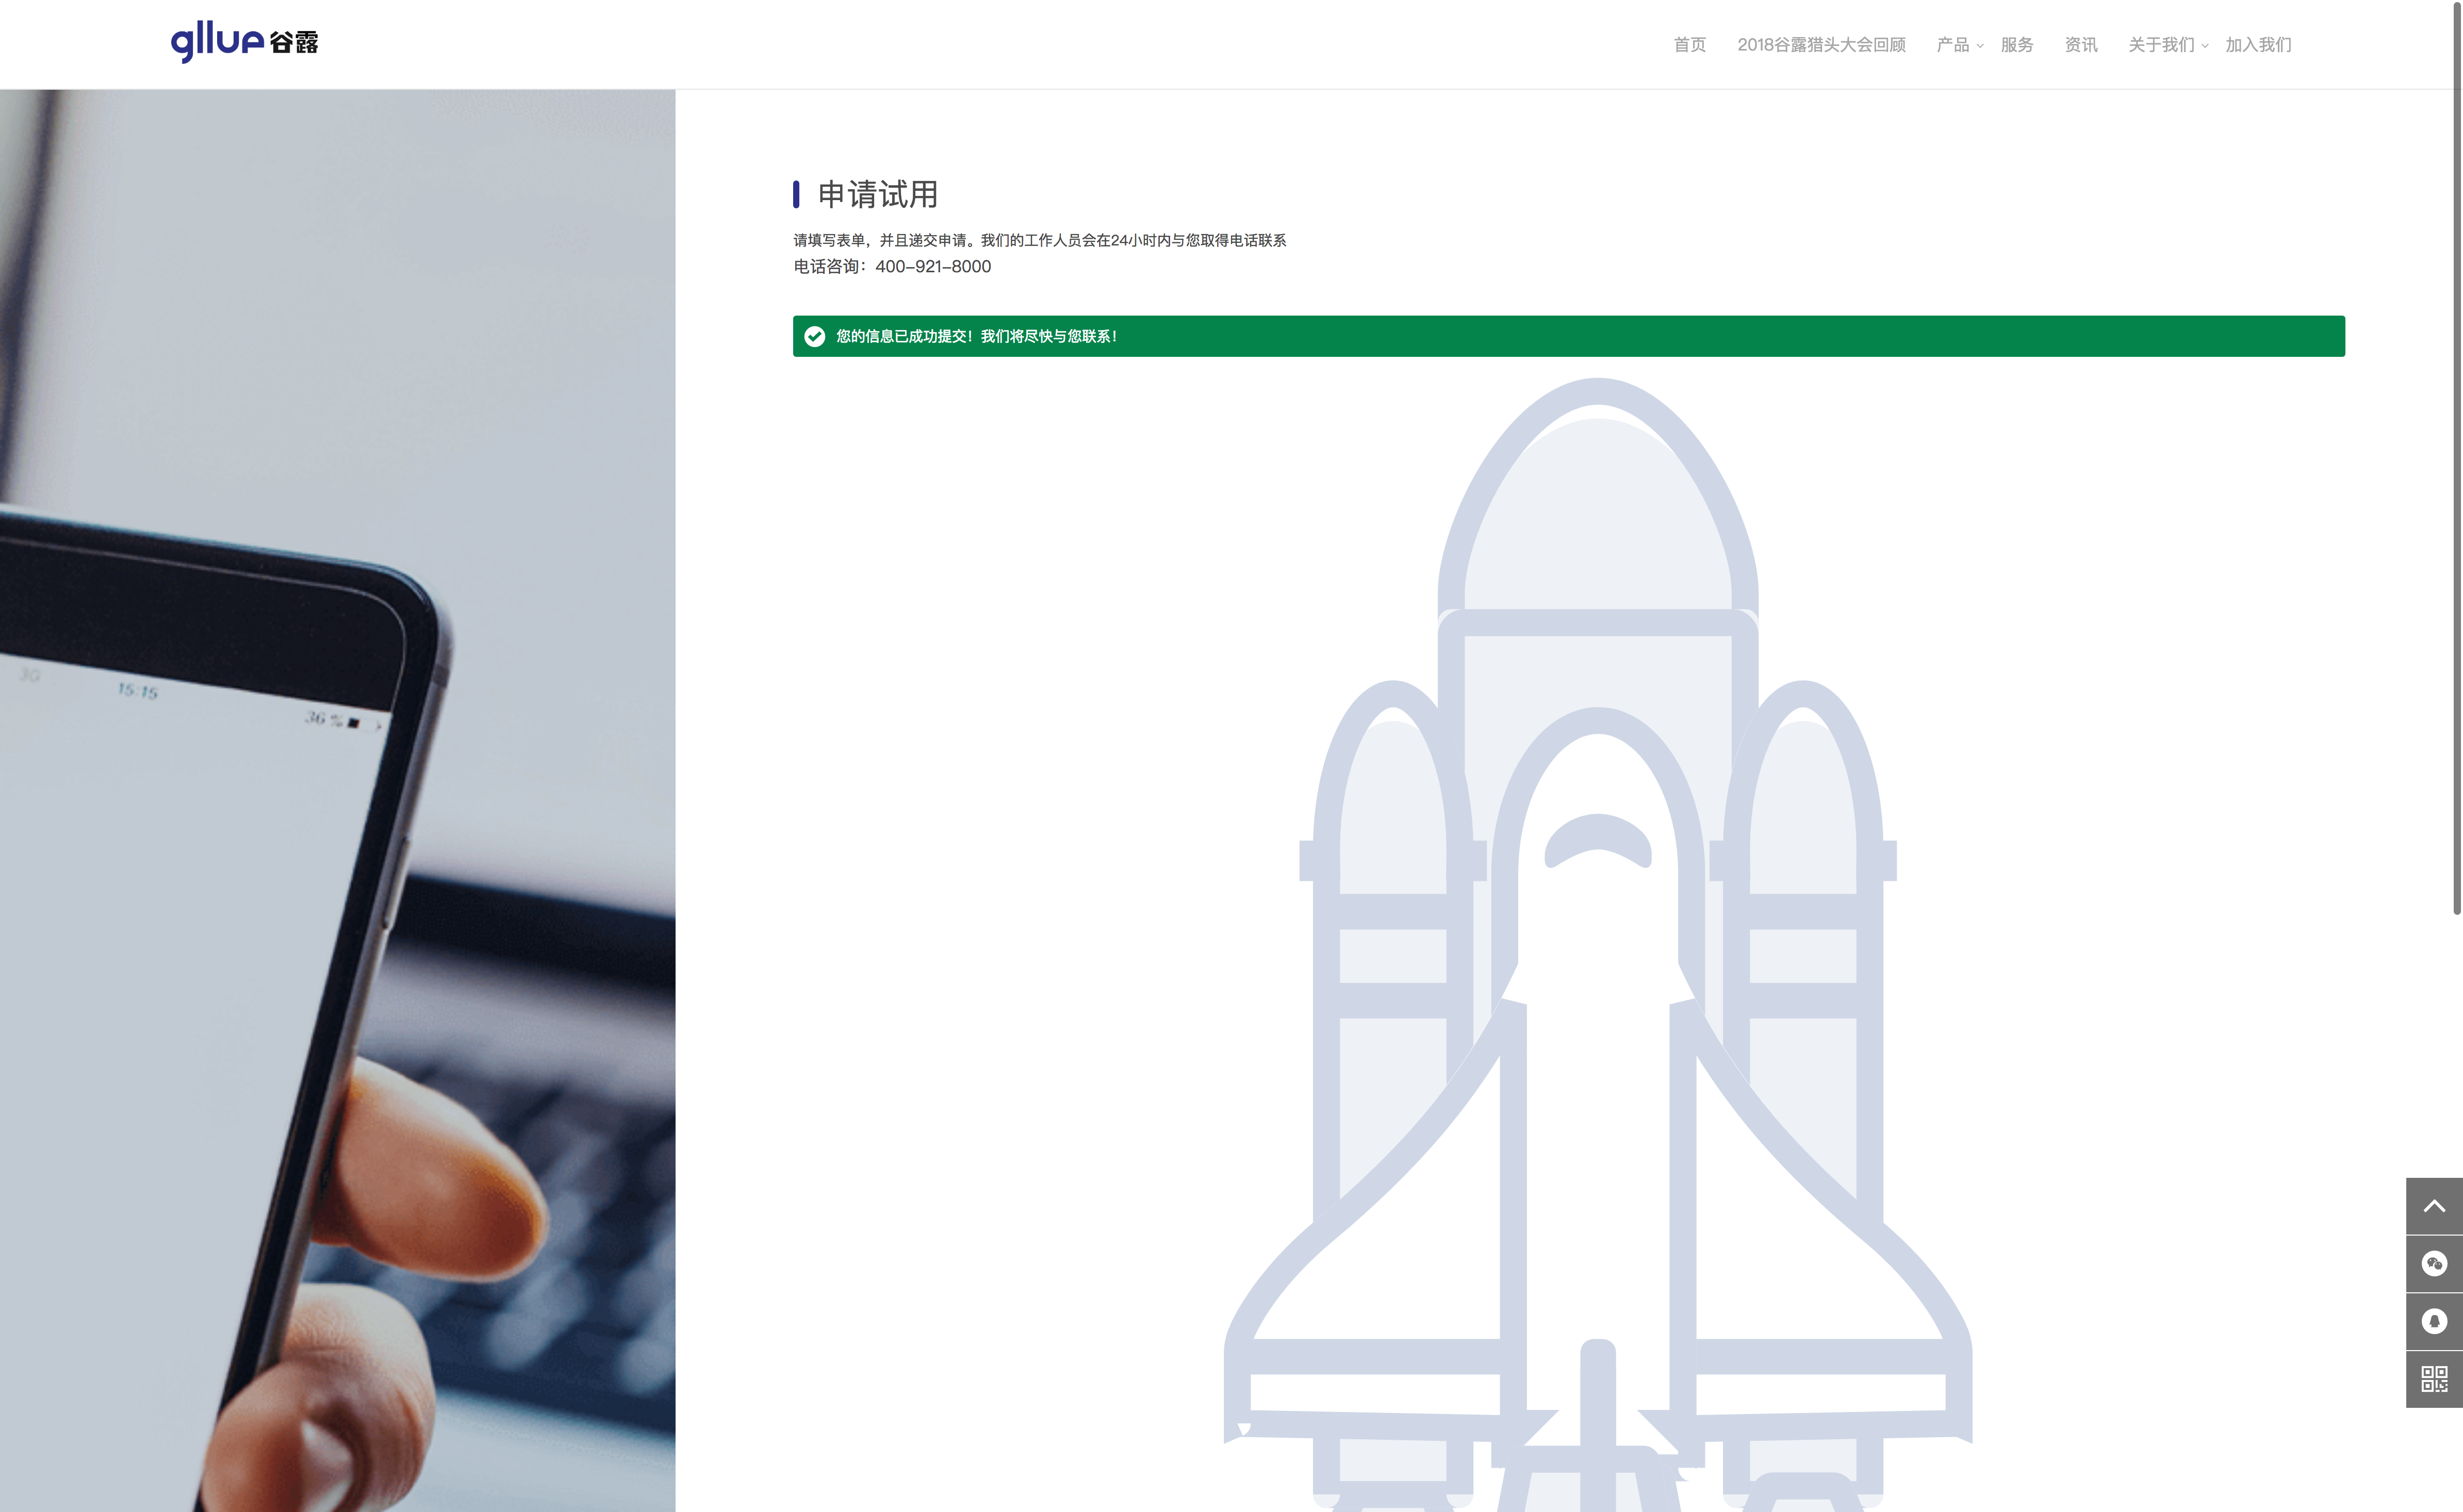 gllue 谷露
首页 2018谷露猎头大会回顾 产品 服务 资讯 关于我们 加入我们
申请试用
请填写表单，并且递交申请。我们的工作人员会在24小时内与您取得电话联系
电话咨询：400-921-8000
您的信息已成功提交！我们将尽快与您联系！
3G 15:15 36 %